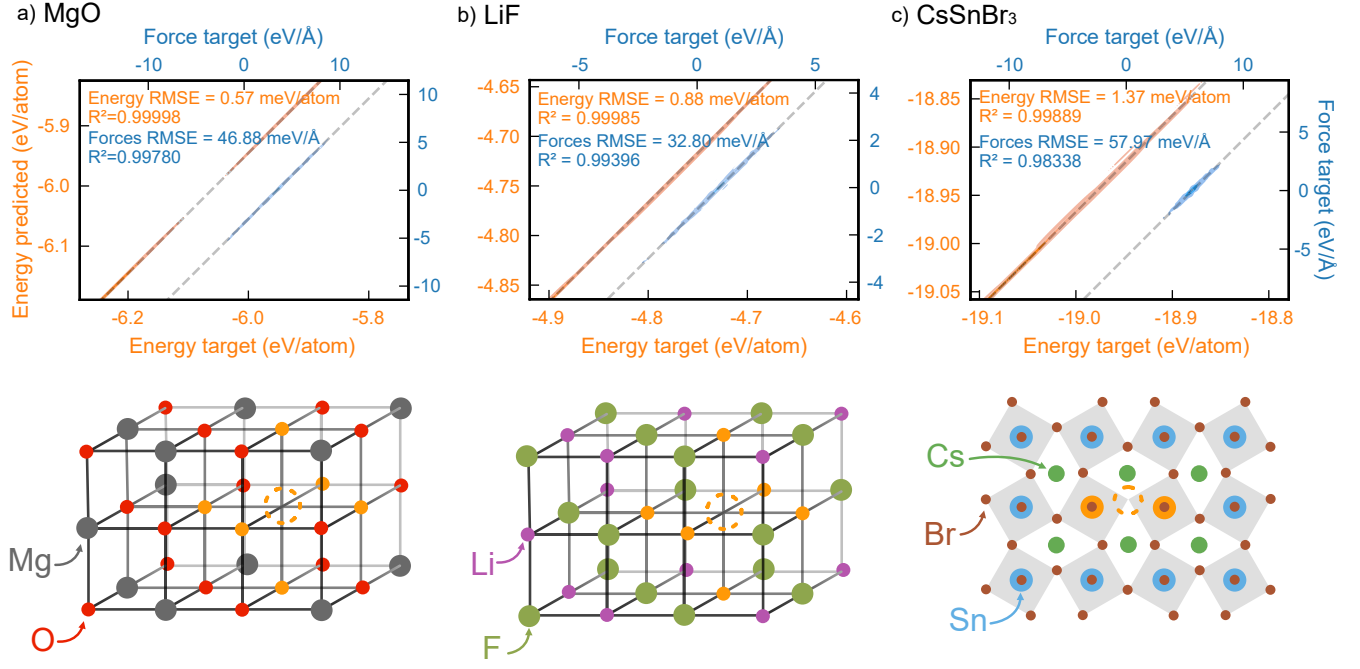 a) MgO
Force target (eV/Å)
-10 0 10
Energy predicted (eV/atom)
-5.9
-6.0
-6.1
Energy RMSE = 0.57 meV/atom
R²=0.99998
Forces RMSE = 46.88 meV/Å
R²=0.99780
10
5
0
-5
-10
-6.2 -6.0 -5.8
Energy target (eV/atom)
b) LiF
Force target (eV/Å)
-5 0 5
-4.65
-4.70
-4.75
-4.80
-4.85
Energy RMSE = 0.88 meV/atom
R² = 0.99985
Forces RMSE = 32.80 meV/Å
R² = 0.99396
4
2
0
-2
-4
-4.9 -4.8 -4.7 -4.6
Energy target (eV/atom)
c) CsSnBr₃
Force target (eV/Å)
-10 0 10
-18.85
-18.90
-18.95
-19.00
-19.05
Energy RMSE = 1.37 meV/atom
R² = 0.99889
Forces RMSE = 57.97 meV/Å
R² = 0.98338
5
0
-5
Force target (eV/Å)
-19.1 -19.0 -18.9 -18.8
Energy target (eV/atom)
Mg
O
Li
F
Cs
Br
Sn